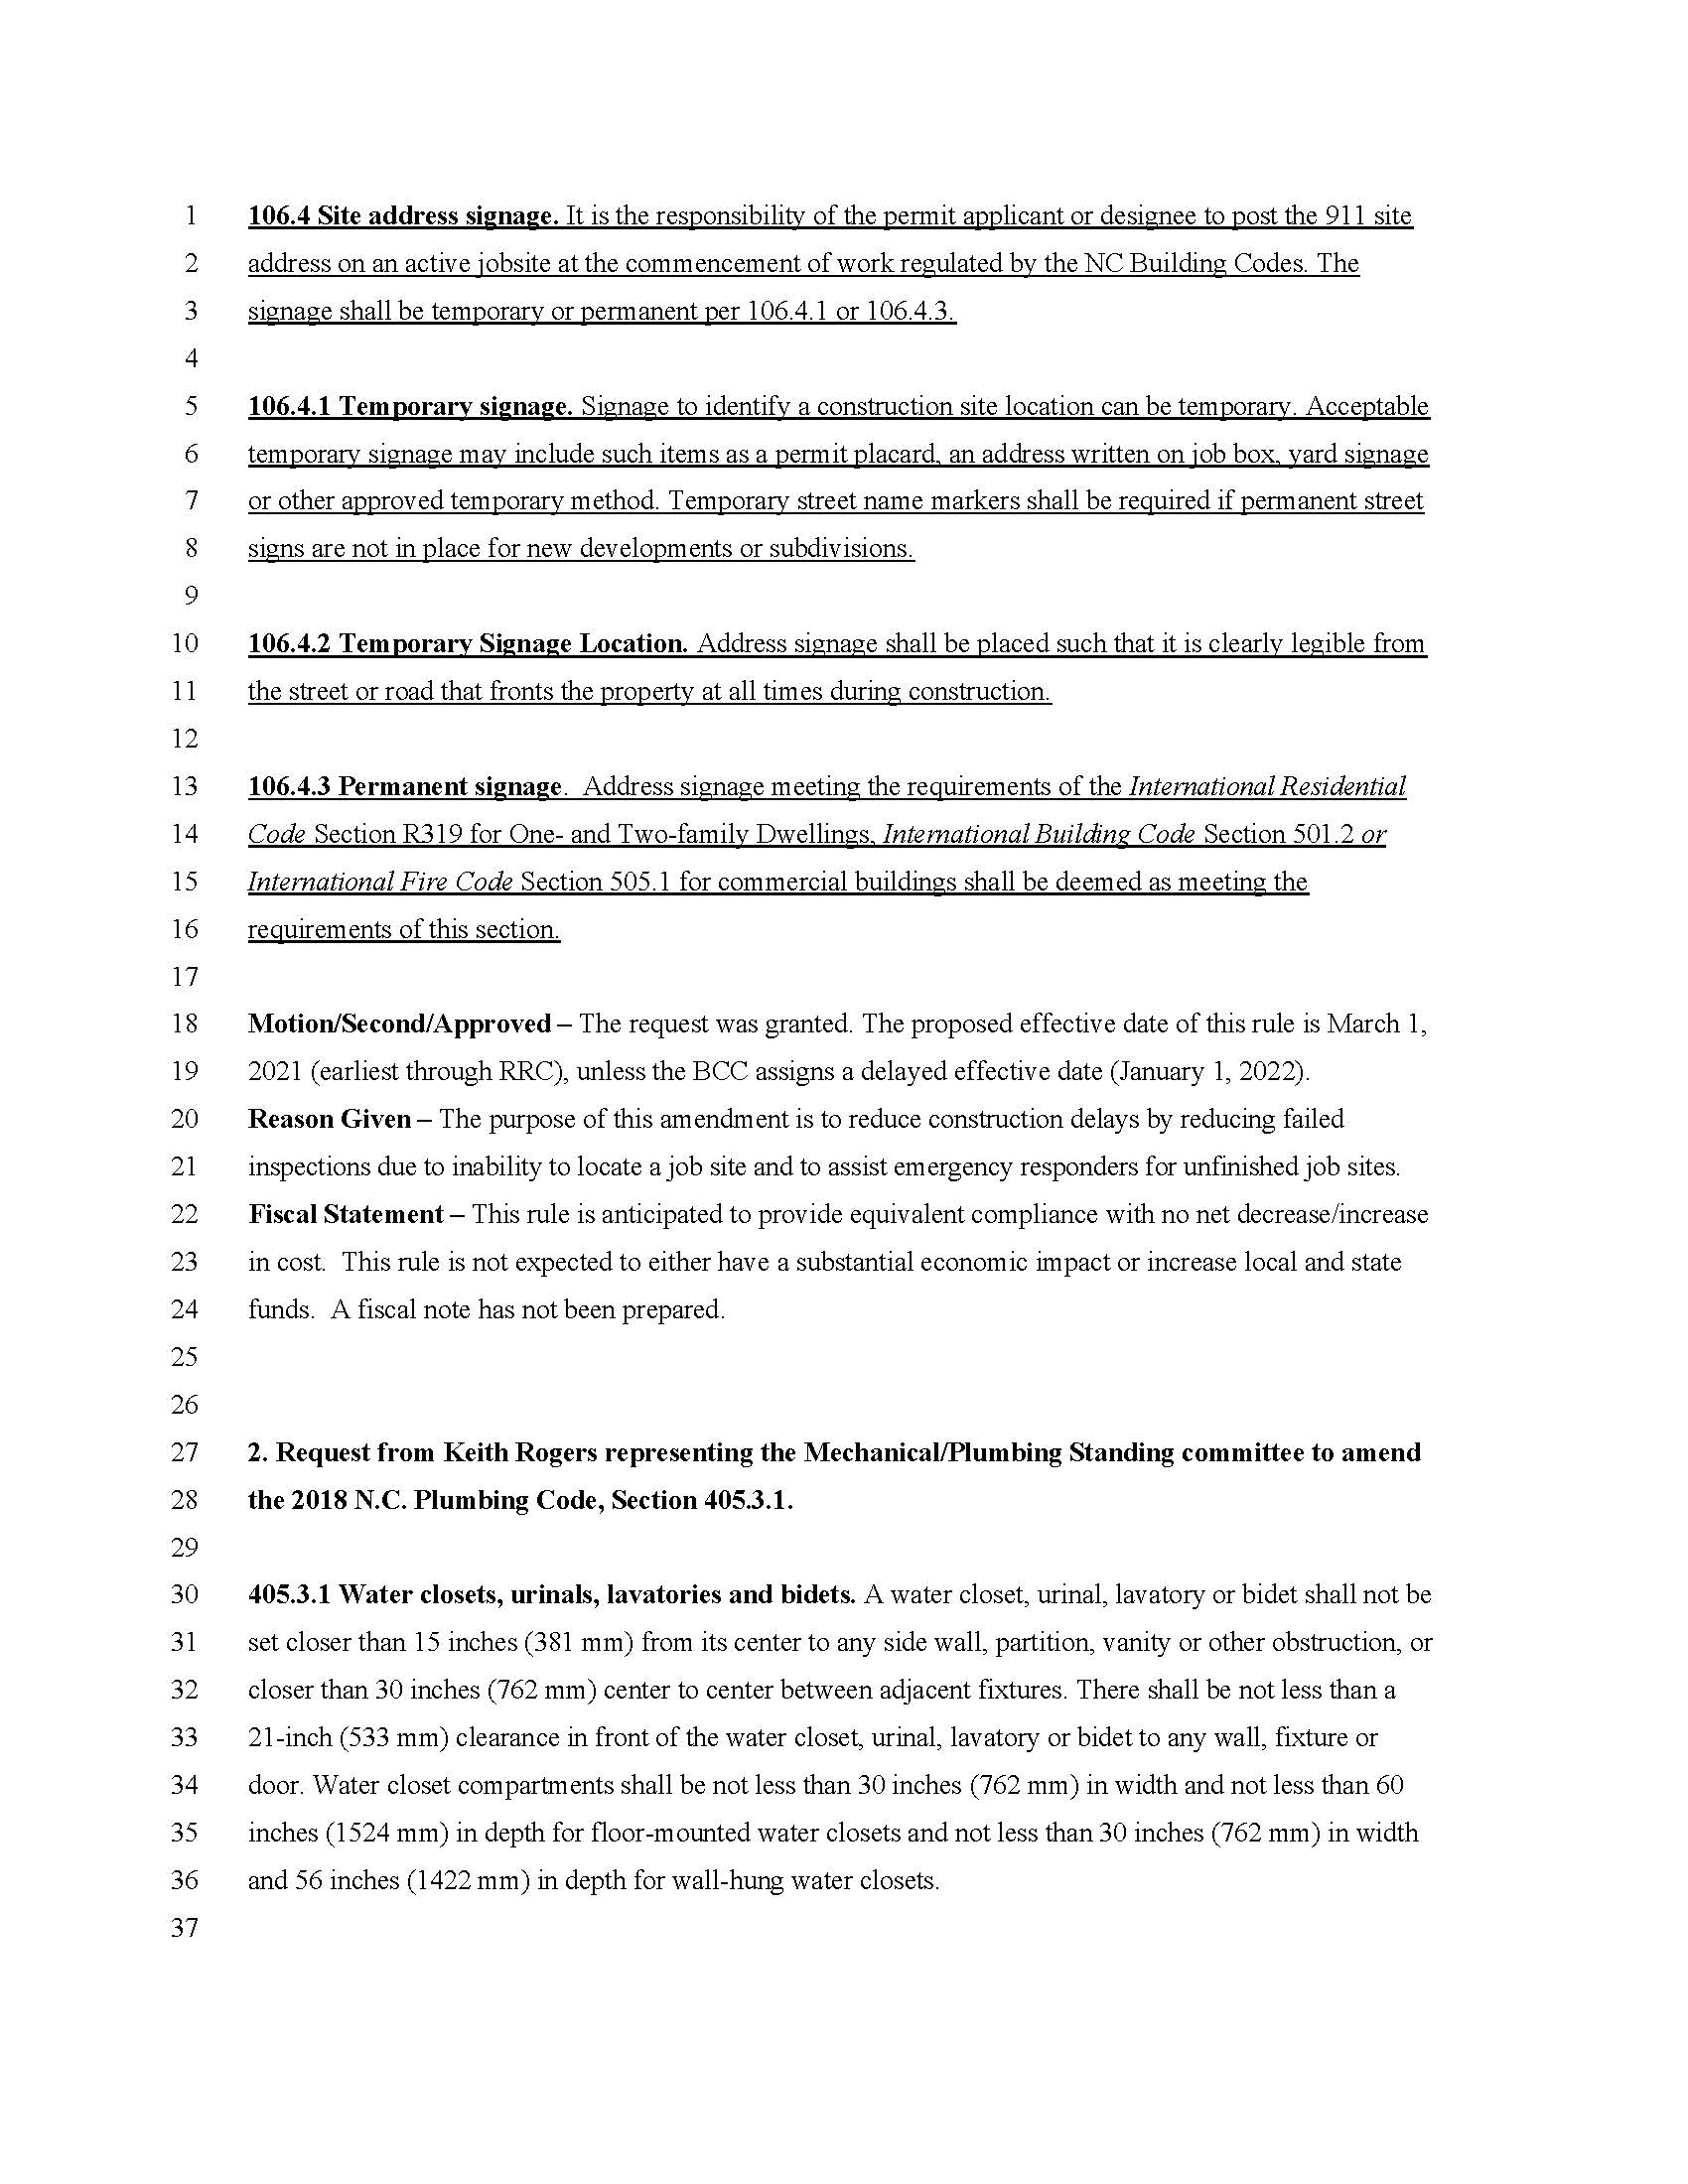 1 106.4 Site address signage. It is the responsibility of the permit applicant or designee to post the 911 site
2 address on an active jobsite at the commencement of work regulated by the NC Building Codes. The
3 signage shall be temporary or permanent per 106.4.1 or 106.4.3.
4
5 106.4.1 Temporary signage. Signage to identify a construction site location can be temporary. Acceptable
6 temporary signage may include such items as a permit placard, an address written on job box, yard signage
7 or other approved temporary method. Temporary street name markers shall be required if permanent street
8 signs are not in place for new developments or subdivisions.
9
10 106.4.2 Temporary Signage Location. Address signage shall be placed such that it is clearly legible from
11 the street or road that fronts the property at all times during construction.
12
13 106.4.3 Permanent signage.  Address signage meeting the requirements of the International Residential
14 Code Section R319 for One- and Two-family Dwellings, International Building Code Section 501.2 or
15 International Fire Code Section 505.1 for commercial buildings shall be deemed as meeting the
16 requirements of this section.
17
18 Motion/Second/Approved – The request was granted. The proposed effective date of this rule is March 1,
19 2021 (earliest through RRC), unless the BCC assigns a delayed effective date (January 1, 2022).
20 Reason Given – The purpose of this amendment is to reduce construction delays by reducing failed
21 inspections due to inability to locate a job site and to assist emergency responders for unfinished job sites.
22 Fiscal Statement – This rule is anticipated to provide equivalent compliance with no net decrease/increase
23 in cost.  This rule is not expected to either have a substantial economic impact or increase local and state
24 funds.  A fiscal note has not been prepared.
25
26
27 2. Request from Keith Rogers representing the Mechanical/Plumbing Standing committee to amend
28 the 2018 N.C. Plumbing Code, Section 405.3.1.
29
30 405.3.1 Water closets, urinals, lavatories and bidets. A water closet, urinal, lavatory or bidet shall not be
31 set closer than 15 inches (381 mm) from its center to any side wall, partition, vanity or other obstruction, or
32 closer than 30 inches (762 mm) center to center between adjacent fixtures. There shall be not less than a
33 21-inch (533 mm) clearance in front of the water closet, urinal, lavatory or bidet to any wall, fixture or
34 door. Water closet compartments shall be not less than 30 inches (762 mm) in width and not less than 60
35 inches (1524 mm) in depth for floor-mounted water closets and not less than 30 inches (762 mm) in width
36 and 56 inches (1422 mm) in depth for wall-hung water closets.
37